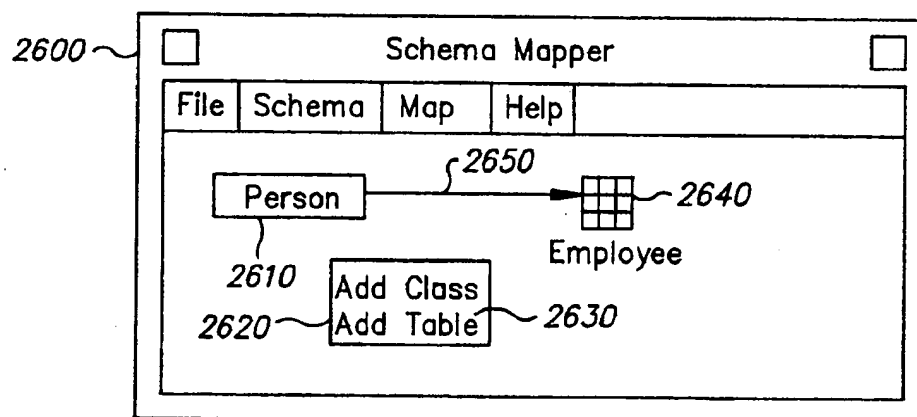 2600
Schema Mapper
File Schema Map Help
2650
Person
2640
Employee
2610
Add Class
2620
Add Table
2630